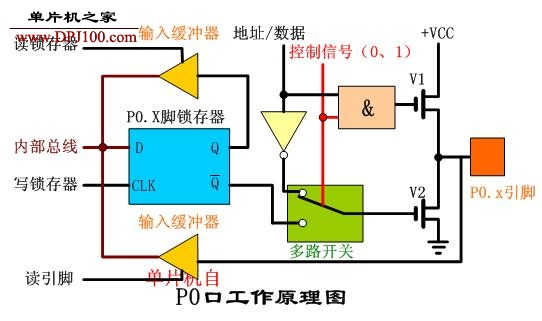 单片机之家
www.DPJ100.com
读锁存器
输入缓冲器
地址/数据
控制信号（0、1）
+VCC
V1
&
P0.X脚锁存器
内部总线
D
Q
写锁存器
CLK
Q
V2
P0.x引脚
输入缓冲器
多路开关
读引脚
单片机自
P0口工作原理图